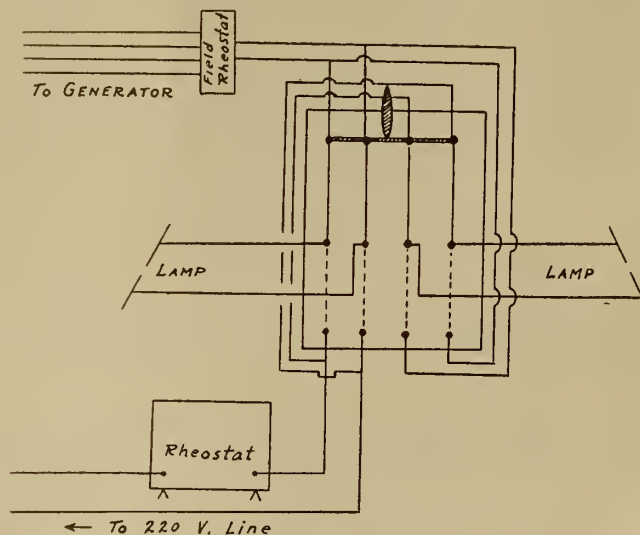 Field
Rheostat
To GENERATOR
LAMP
LAMP
Rheostat
← To 220 V. Line